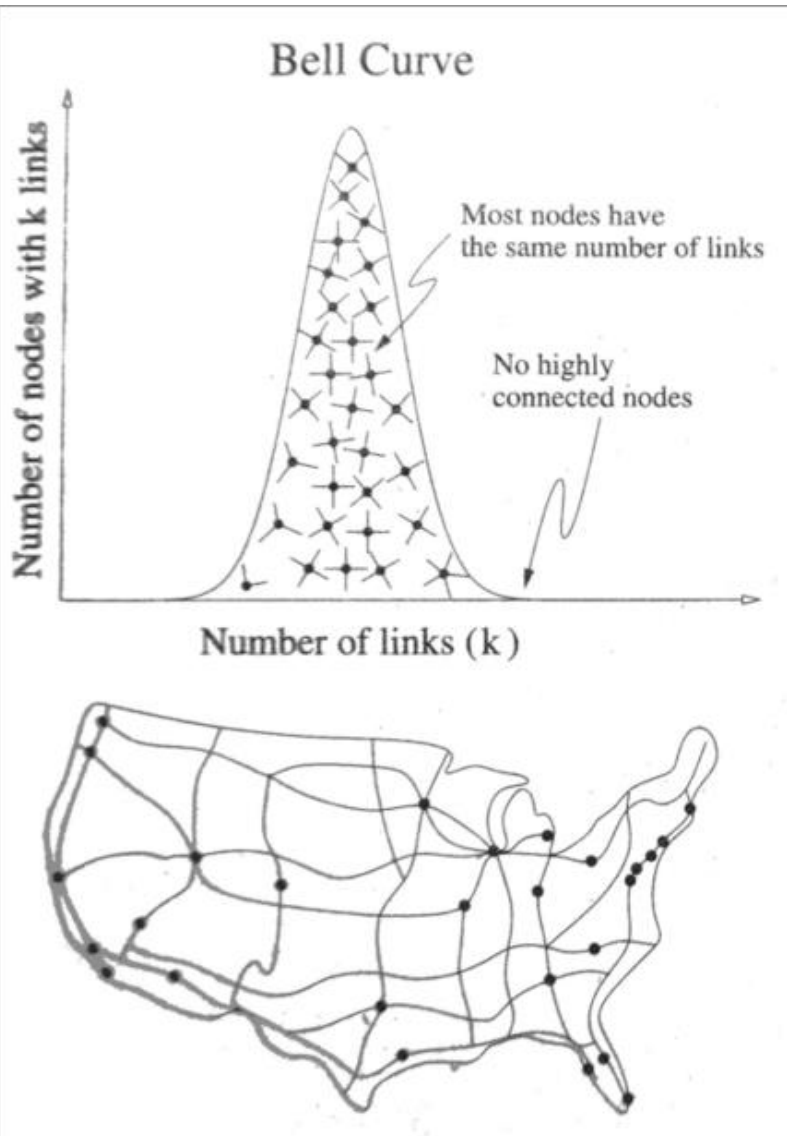 Bell Curve
Number of nodes with k links
Most nodes have
the same number of links
No highly
connected nodes
Number of links (k)